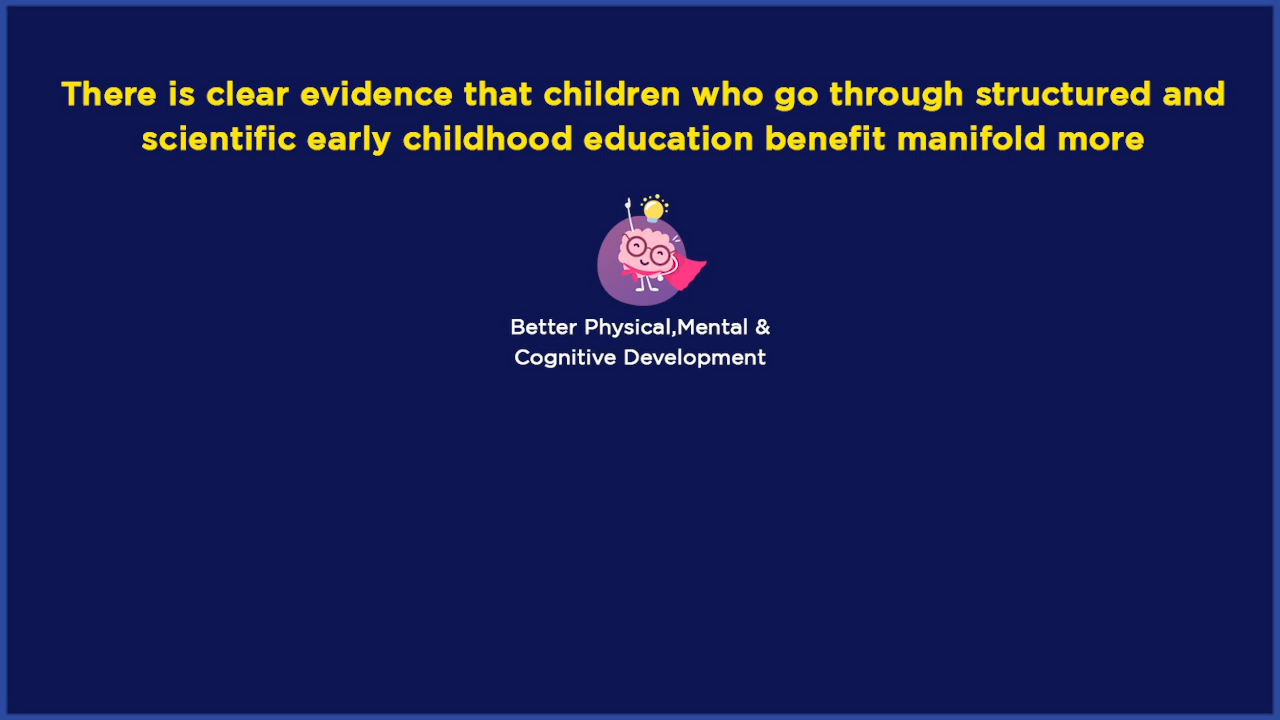 There is clear evidence that children who go through structured and
scientific early childhood education benefit manifold more
Better Physical,Mental &
Cognitive Development